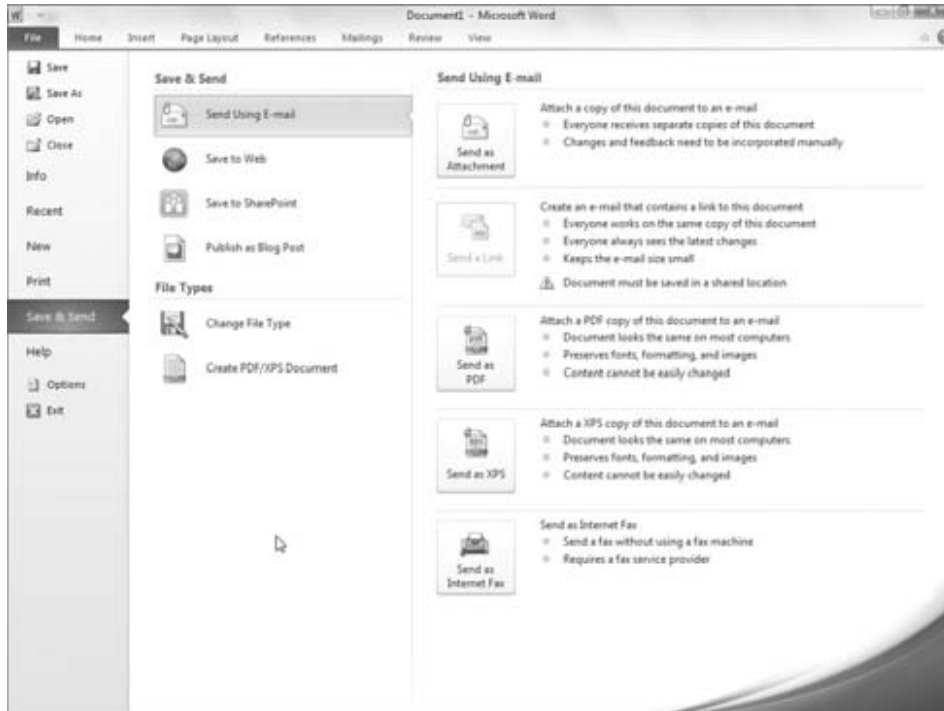 W
Document1 - Microsoft Word
File Home Insert Page Layout References Mailings Review View
Save
Save As
Open
Close
Info
Recent
New
Print
Save & Send
Help
Options
Exit
Save & Send
Send Using E-mail
Save to Web
Save to SharePoint
Publish as Blog Post
File Types
Change File Type
Create PDF/XPS Document
Send Using E-mail
Send as
Attachment
Attach a copy of this document to an e-mail
Everyone receives separate copies of this document
Changes and feedback need to be incorporated manually
Send a Link
Create an e-mail that contains a link to this document
Everyone works on the same copy of this document
Everyone always sees the latest changes
Keeps the e-mail size small
Document must be saved in a shared location
Send as
PDF
Attach a PDF copy of this document to an e-mail
Document looks the same on most computers
Preserves fonts, formatting, and images
Content cannot be easily changed
Send as XPS
Attach a XPS copy of this document to an e-mail
Document looks the same on most computers
Preserves fonts, formatting, and images
Content cannot be easily changed
Send as
Internet Fax
Send as Internet Fax
Send a fax without using a fax machine
Requires a fax service provider